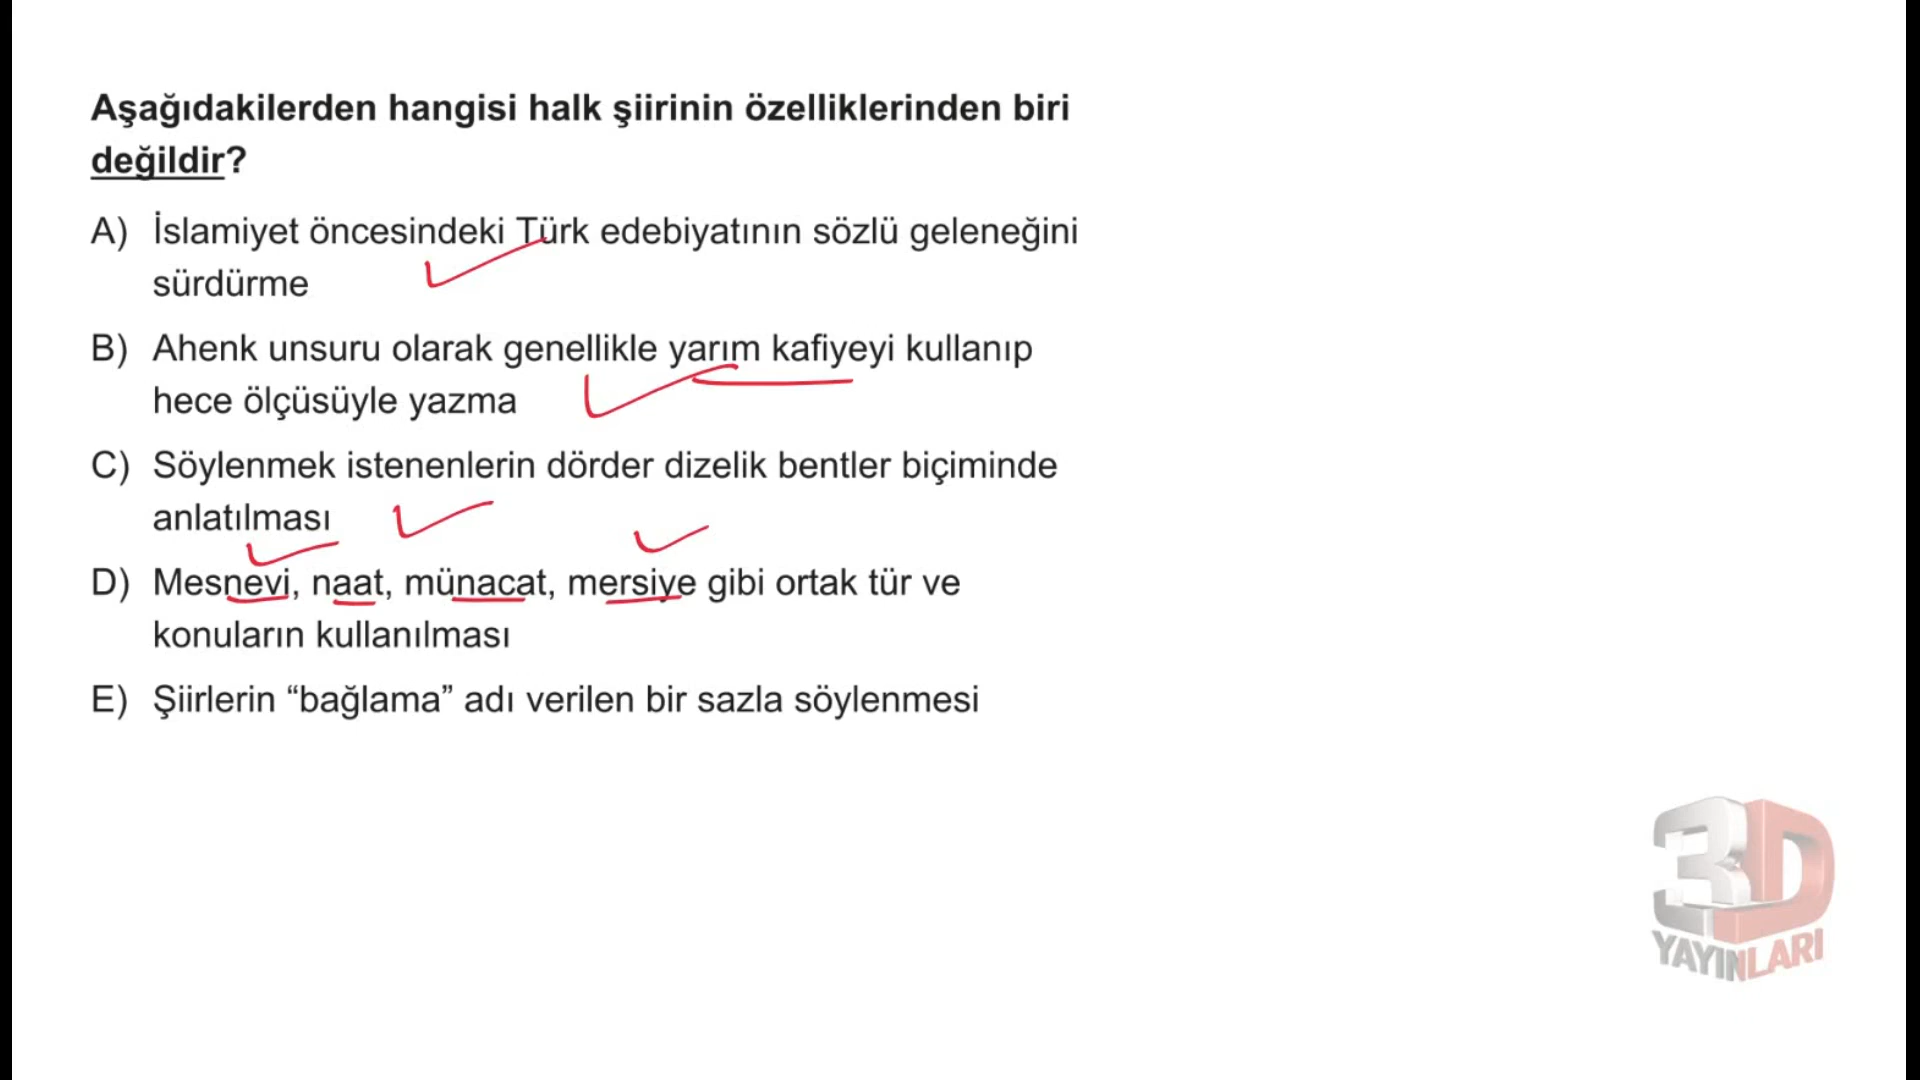 Aşağıdakilerden hangisi halk şiirinin özelliklerinden biri
değildir?
A) İslamiyet öncesindeki Türk edebiyatının sözlü geleneğini
sürdürme
B) Ahenk unsuru olarak genellikle yarım kafiyeyi kullanıp
hece ölçüsüyle yazma
C) Söylenmek istenenlerin dörder dizelik bentler biçiminde
anlatılması
D) Mesnevi, naat, münacat, mersiye gibi ortak tür ve
konuların kullanılması
E) Şiirlerin “bağlama” adı verilen bir sazla söylenmesi
3D
YAYINLARI